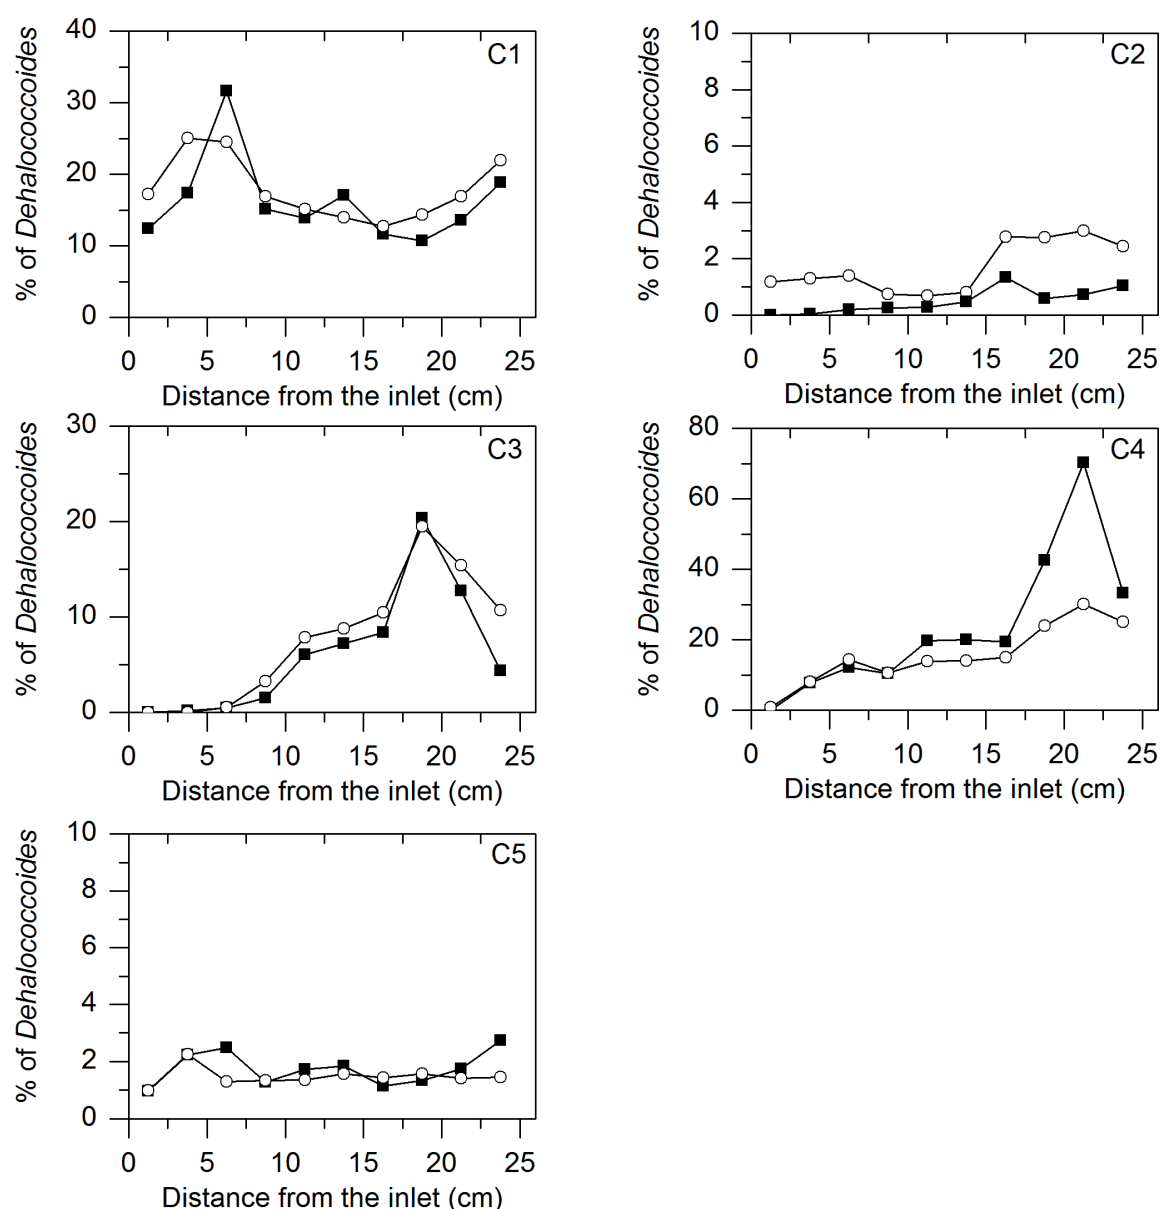 % of Dehalococcoides
40
30
20
10
0
C1
0 5 10 15 20 25
Distance from the inlet (cm)
% of Dehalococcoides
10
8
6
4
2
0
C2
0 5 10 15 20 25
Distance from the inlet (cm)
% of Dehalococcoides
30
20
10
0
C3
0 5 10 15 20 25
Distance from the inlet (cm)
% of Dehalococcoides
80
60
40
20
0
C4
0 5 10 15 20 25
Distance from the inlet (cm)
% of Dehalococcoides
10
8
6
4
2
0
C5
0 5 10 15 20 25
Distance from the inlet (cm)